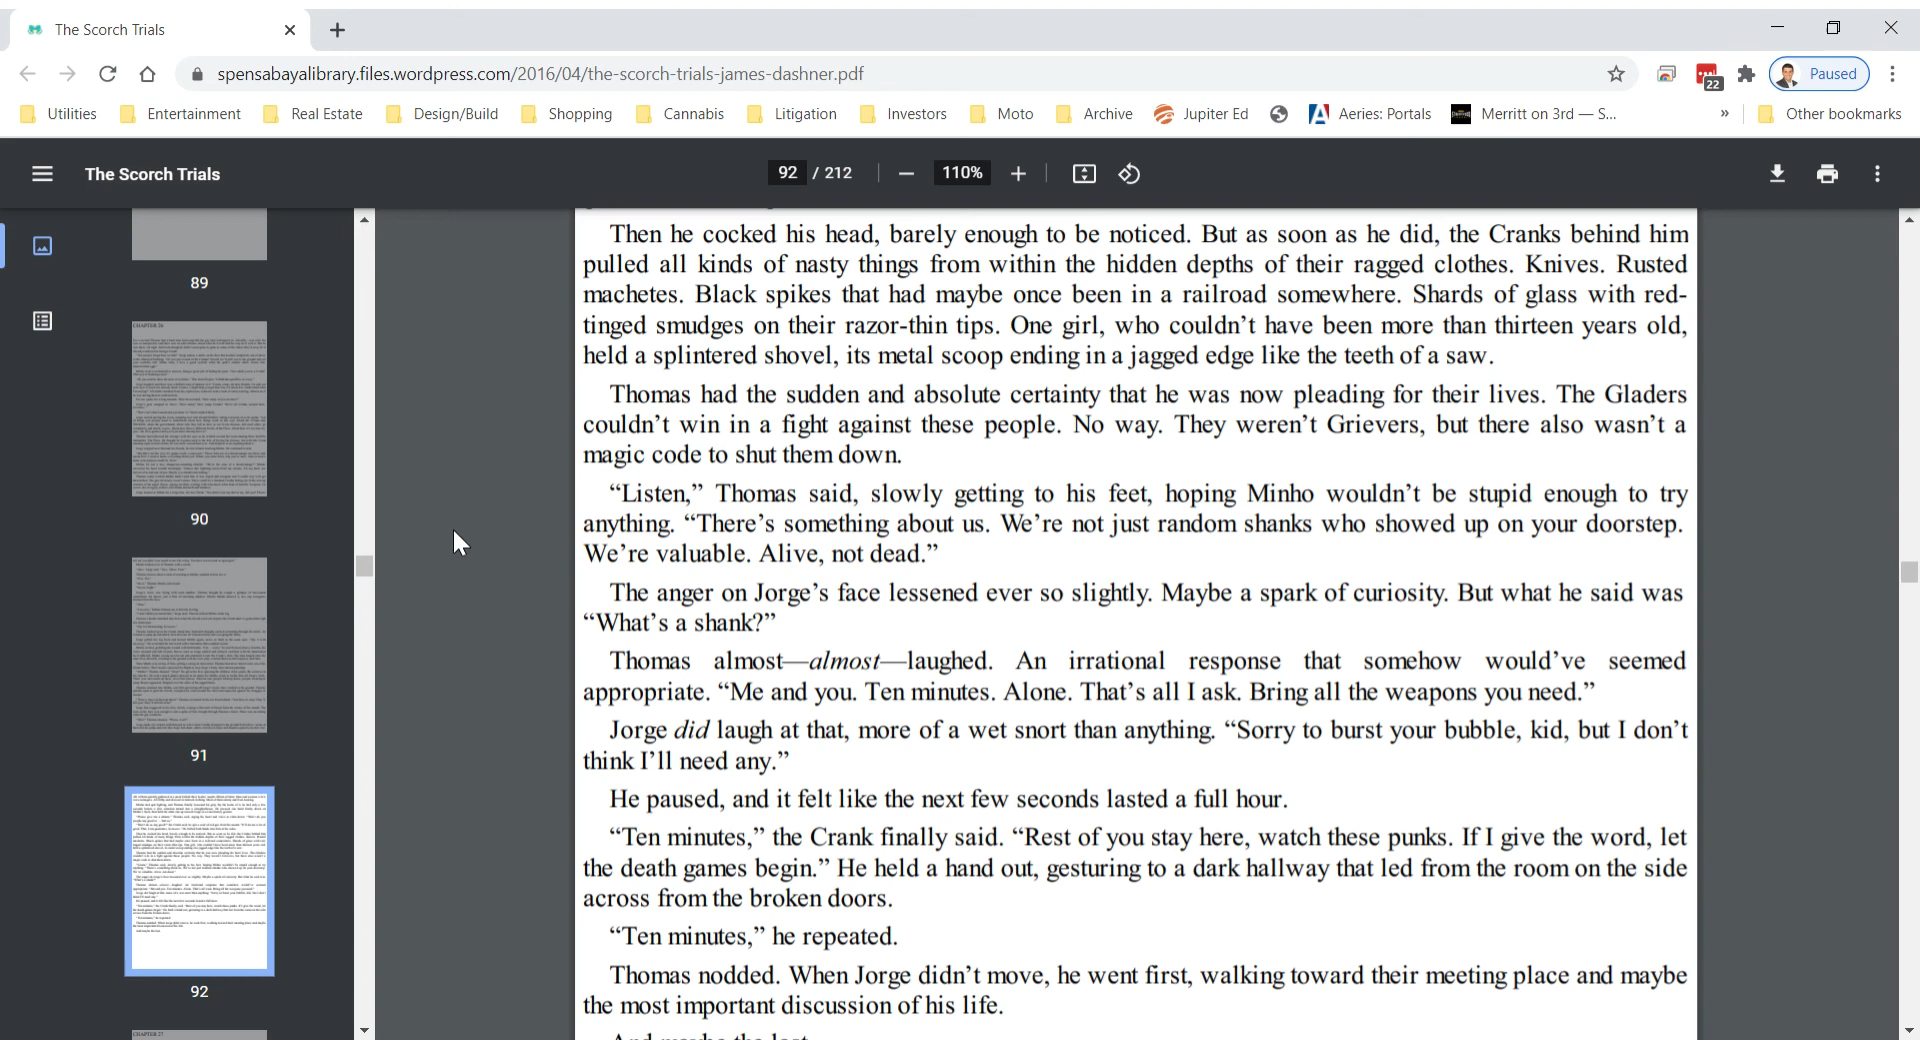 The Scorch Trials
spensabayalibrary.files.wordpress.com/2016/04/the-scorch-trials-james-dashner.pdf
22
Paused
Utilities
Entertainment
Real Estate
Design/Build
Shopping
Cannabis
Litigation
Investors
Moto
Archive
Jupiter Ed
Aeries: Portals
Merritt on 3rd — S...
»
Other bookmarks
The Scorch Trials
92 / 212
110%
89
CHAPTER 26
90
91
92
CHAPTER 27
Then he cocked his head, barely enough to be noticed. But as soon as he did, the Cranks behind him
pulled all kinds of nasty things from within the hidden depths of their ragged clothes. Knives. Rusted
machetes. Black spikes that had maybe once been in a railroad somewhere. Shards of glass with red-
tinged smudges on their razor-thin tips. One girl, who couldn’t have been more than thirteen years old,
held a splintered shovel, its metal scoop ending in a jagged edge like the teeth of a saw.
Thomas had the sudden and absolute certainty that he was now pleading for their lives. The Gladers
couldn’t win in a fight against these people. No way. They weren’t Grievers, but there also wasn’t a
magic code to shut them down.
“Listen,” Thomas said, slowly getting to his feet, hoping Minho wouldn’t be stupid enough to try
anything. “There’s something about us. We’re not just random shanks who showed up on your doorstep.
We’re valuable. Alive, not dead.”
The anger on Jorge’s face lessened ever so slightly. Maybe a spark of curiosity. But what he said was
“What’s a shank?”
Thomas almost—almost—laughed. An irrational response that somehow would’ve seemed
appropriate. “Me and you. Ten minutes. Alone. That’s all I ask. Bring all the weapons you need.”
Jorge did laugh at that, more of a wet snort than anything. “Sorry to burst your bubble, kid, but I don’t
think I’ll need any.”
He paused, and it felt like the next few seconds lasted a full hour.
“Ten minutes,” the Crank finally said. “Rest of you stay here, watch these punks. If I give the word, let
the death games begin.” He held a hand out, gesturing to a dark hallway that led from the room on the side
across from the broken doors.
“Ten minutes,” he repeated.
Thomas nodded. When Jorge didn’t move, he went first, walking toward their meeting place and maybe
the most important discussion of his life.
And maybe the last.